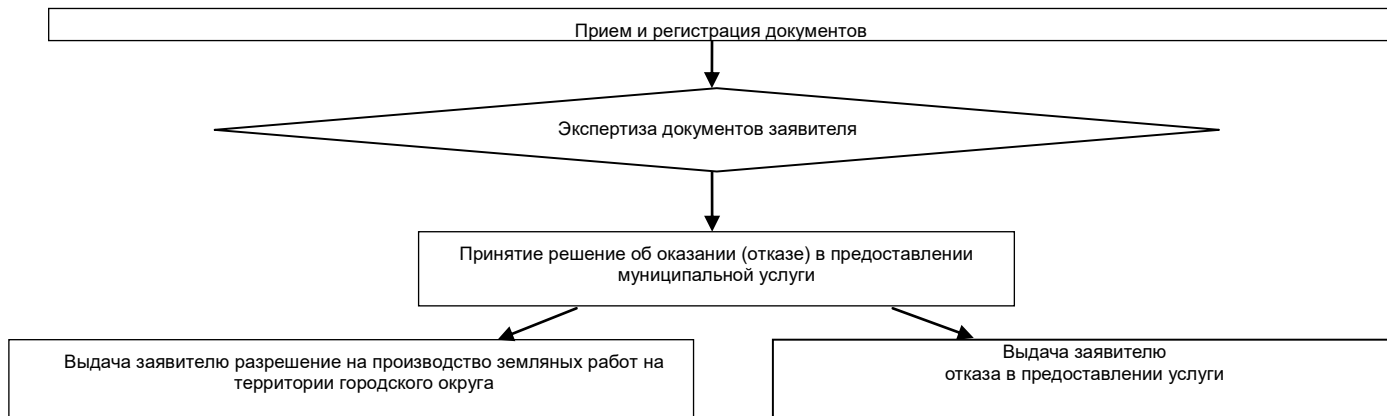 Прием и регистрация документов
Экспертиза документов заявителя
Принятие решение об оказании (отказе) в предоставлении
муниципальной услуги
Выдача заявителю разрешение на производство земляных работ на
территории городского округа
Выдача заявителю
отказа в предоставлении услуги